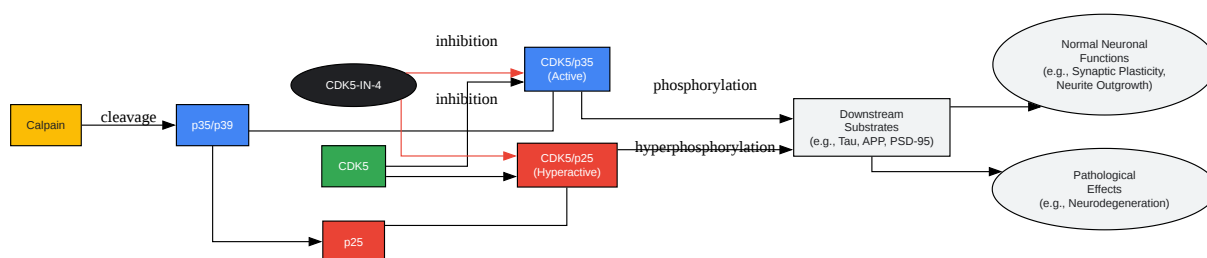 Calpain
cleavage
p35/p39
p25
CDK5-IN-4
CDK5
inhibition
inhibition
CDK5/p35
(Active)
CDK5/p25
(Hyperactive)
phosphorylation
hyperphosphorylation
Downstream
Substrates
(e.g., Tau, APP, PSD-95)
Normal Neuronal
Functions
(e.g., Synaptic Plasticity,
Neurite Outgrowth)
Pathological
Effects
(e.g., Neurodegeneration)